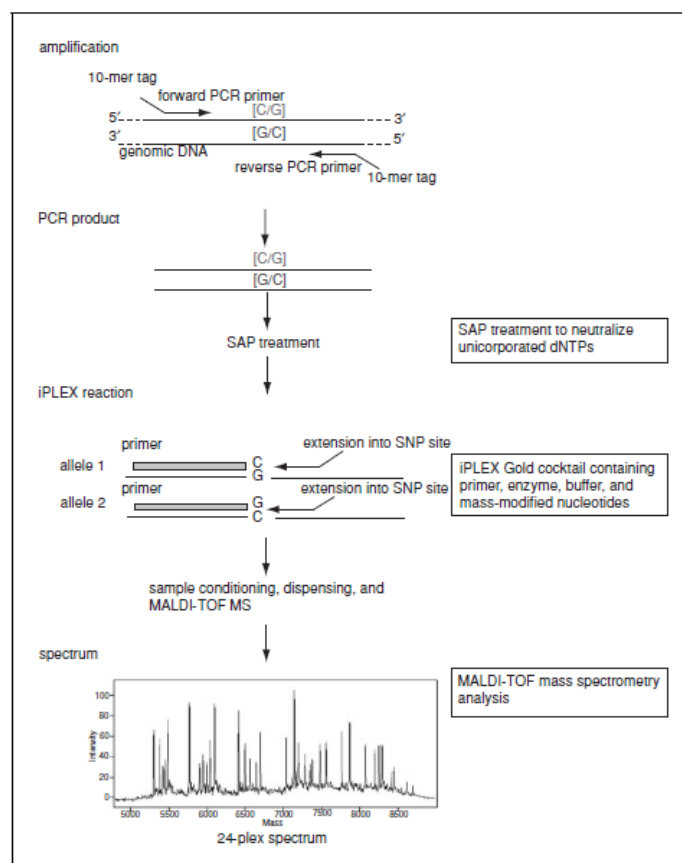 amplification
10-mer tag
forward PCR primer
[C/G]
5′
3′
3′
[G/C]
5′
genomic DNA
reverse PCR primer
10-mer tag
PCR product
[C/G]
[G/C]
SAP treatment
SAP treatment to neutralize
unicorporated dNTPs
iPLEX reaction
primer
extension into SNP site
allele 1
C
G
primer
extension into SNP site
allele 2
G
C
iPLEX Gold cocktail containing
primer, enzyme, buffer, and
mass-modified nucleotides
sample conditioning, dispensing, and
MALDI-TOF MS
spectrum
MALDI-TOF mass spectrometry
analysis
100
80
60
40
20
0
Intensity
5000 5500 6000 6500 7000 7500 8000 8500
Mass
24-plex spectrum